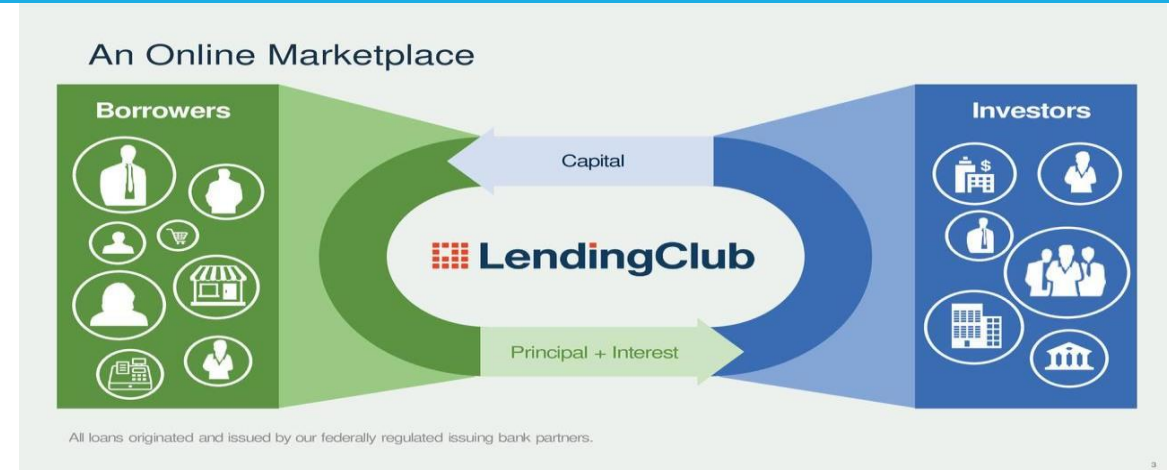 An Online Marketplace
Borrowers
Investors
Capital
$
LendingClub
Principal + Interest
All loans originated and issued by our federally regulated issuing bank partners.
3